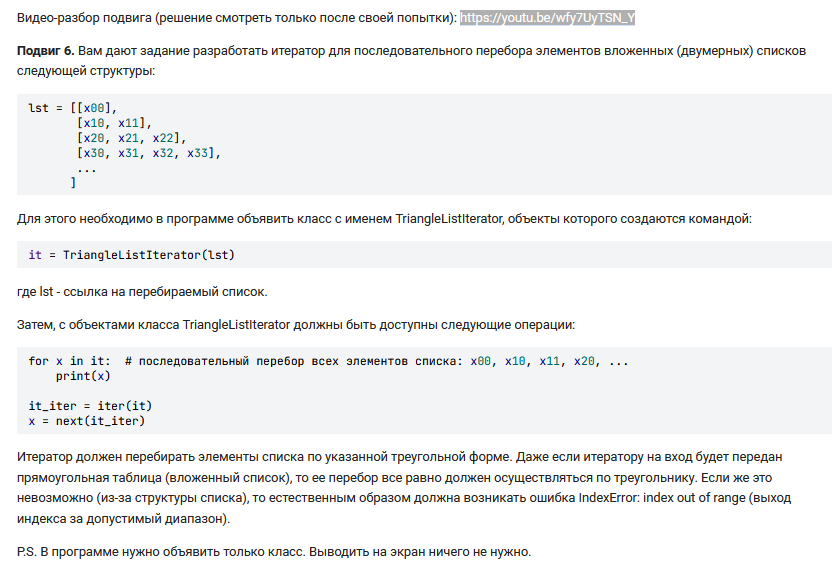 Видео-разбор подвига (решение смотреть только после своей попытки): https://youtu.be/wfy7UyTSN_Y
Подвиг 6. Вам дают задание разработать итератор для последовательного перебора элементов вложенных (двумерных) списков
следующей структуры:
lst = [[x00],
[x10, x11],
[x20, x21, x22],
[x30, x31, x32, x33],
...
]
Для этого необходимо в программе объявить класс с именем TriangleListIterator, объекты которого создаются командой:
it = TriangleListIterator(lst)
где lst - ссылка на перебираемый список.
Затем, с объектами класса TriangleListIterator должны быть доступны следующие операции:
for x in it:  # последовательный перебор всех элементов списка: x00, x10, x11, x20, ...
print(x)
it_iter = iter(it)
x = next(it_iter)
Итератор должен перебирать элементы списка по указанной треугольной форме. Даже если итератору на вход будет передан
прямоугольная таблица (вложенный список), то ее перебор все равно должен осуществляться по треугольнику. Если же это
невозможно (из-за структуры списка), то естественным образом должна возникать ошибка IndexError: index out of range (выход
индекса за допустимый диапазон).
P.S. В программе нужно объявить только класс. Выводить на экран ничего не нужно.